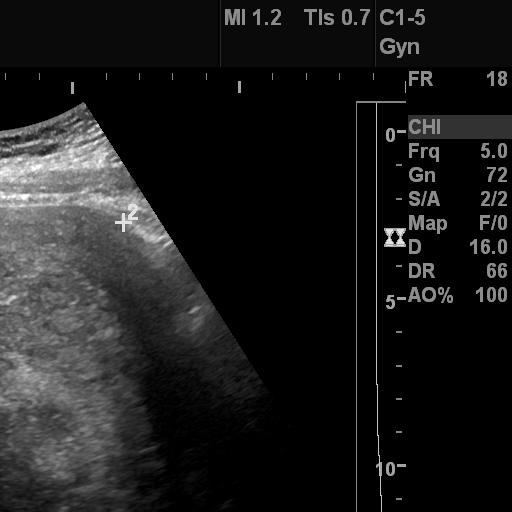 MI 1.2 TIs 0.7 C1-5
Gyn
FR 18
CHI
Frq 5.0
Gn 72
S/A 2/2
Map F/0
D 16.0
DR 66
AO% 100
0
5
10
2